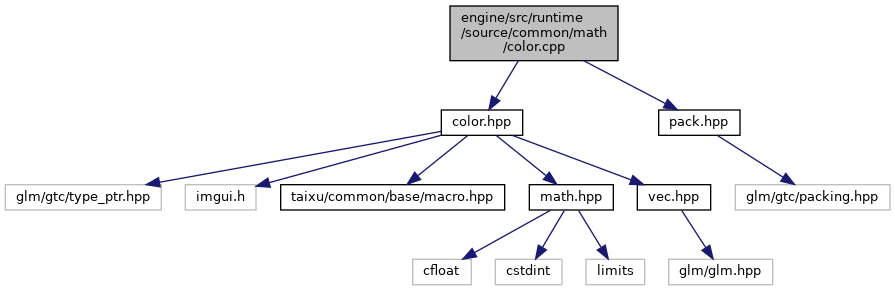 engine/src/runtime
/source/common/math
/color.cpp
color.hpp
pack.hpp
glm/gtc/type_ptr.hpp
imgui.h
taixu/common/base/macro.hpp
math.hpp
vec.hpp
glm/gtc/packing.hpp
cfloat
cstdint
limits
glm/glm.hpp